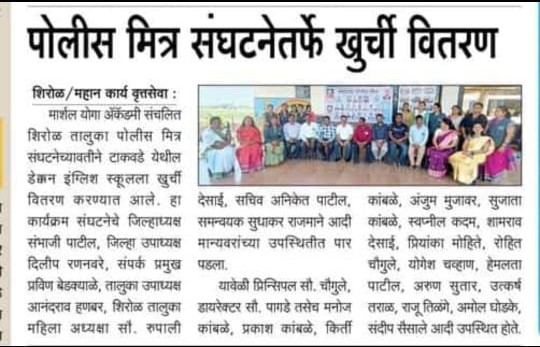 पोलीस मित्र संघटनेतर्फे खुर्ची वितरण
शिरोळ/महान कार्य वृत्तसेवा :
मार्शल योगा अ‍ॅकॅडमी संचलित
शिरोळ तालुका पोलीस मित्र
संघटनेच्यावतीने टाकवडे येथील
डेक्कन इंग्लिश स्कूलला खुर्ची
वितरण करण्यात आले. हा
कार्यक्रम संघटनेचे जिल्हाध्यक्ष
संभाजी पाटील, जिल्हा उपाध्यक्ष
दिलीप रणनवरे, संपर्क प्रमुख
प्रविण बेडक्याळे, तालुका उपाध्यक्ष
आनंदराव हणबर, शिरोळ तालुका
महिला अध्यक्षा सौ. रुपाली
देसाई, सचिव अनिकेत पाटील,
समन्वयक सुधाकर राजमाने आदी
मान्यवरांच्या उपस्थितीत पार
पडला.
यावेळी प्रिन्सिपल सौ. चौगुले,
डायरेक्टर सौ. पागडे तसेच मनोज
कांबळे, प्रकाश कांबळे, किर्ती
कांबळे, अंजुम मुजावर, सुजाता
कांबळे, स्वप्नील कदम, शामराव
देसाई, प्रियांका मोहिते, रोहित
चौगुले, योगेश चव्हाण, हेमलता
पाटील, अरुण सुतार, उत्कर्ष
तराळ, राजू तिळंगे, अमोल घोडके,
संदीप सैसाले आदी उपस्थित होते.